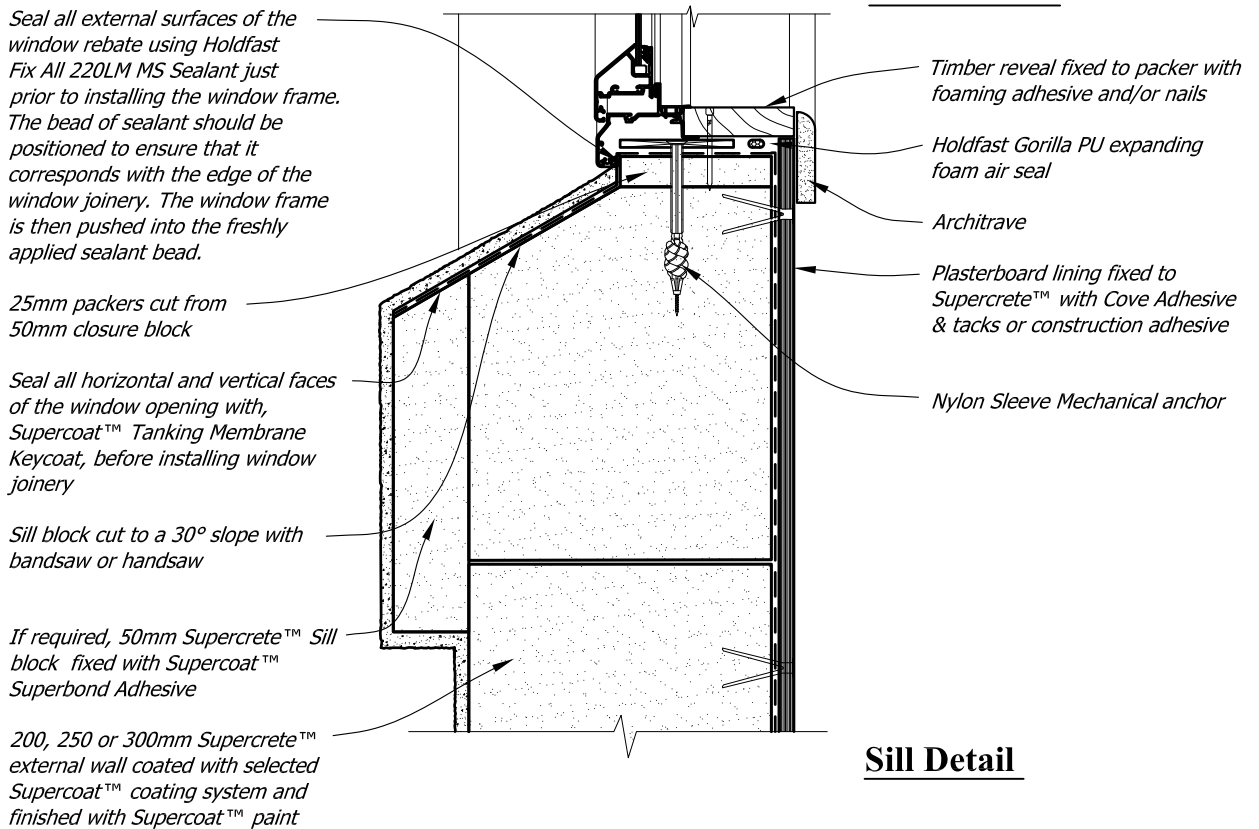 Seal all external surfaces of the
window rebate using Holdfast
Fix All 220LM MS Sealant just
prior to installing the window frame.
The bead of sealant should be
positioned to ensure that it
corresponds with the edge of the
window joinery. The window frame
is then pushed into the freshly
applied sealant bead.
25mm packers cut from
50mm closure block
Seal all horizontal and vertical faces
of the window opening with,
Supercoat™ Tanking Membrane
Keycoat, before installing window
joinery
Sill block cut to a 30° slope with
bandsaw or handsaw
If required, 50mm Supercrete™ Sill
block fixed with Supercoat™
Superbond Adhesive
200, 250 or 300mm Supercrete™
external wall coated with selected
Supercoat™ coating system and
finished with Supercoat™ paint
Timber reveal fixed to packer with
foaming adhesive and/or nails
Holdfast Gorilla PU expanding
foam air seal
Architrave
Plasterboard lining fixed to
Supercrete™ with Cove Adhesive
& tacks or construction adhesive
Nylon Sleeve Mechanical anchor
Sill Detail